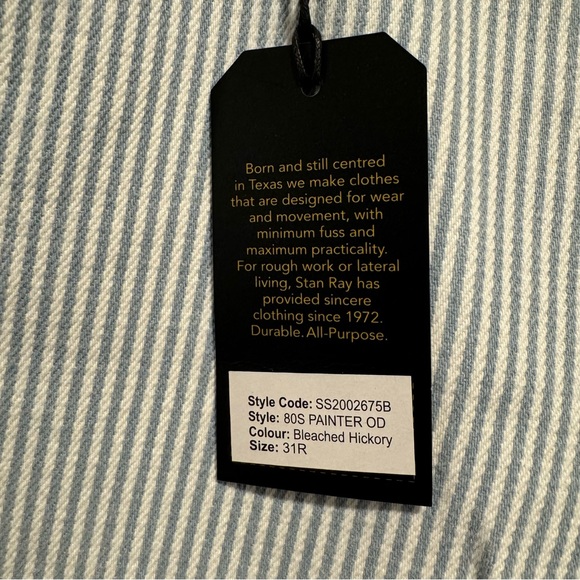 Born and still centred
in Texas we make clothes
that are designed for wear
and movement, with
minimum fuss and
maximum practicality.
For rough work or lateral
living, Stan Ray has
provided sincere
clothing since 1972.
Durable. All-Purpose.
Style Code: SS2002675B
Style: 80S PAINTER OD
Colour: Bleached Hickory
Size: 31R